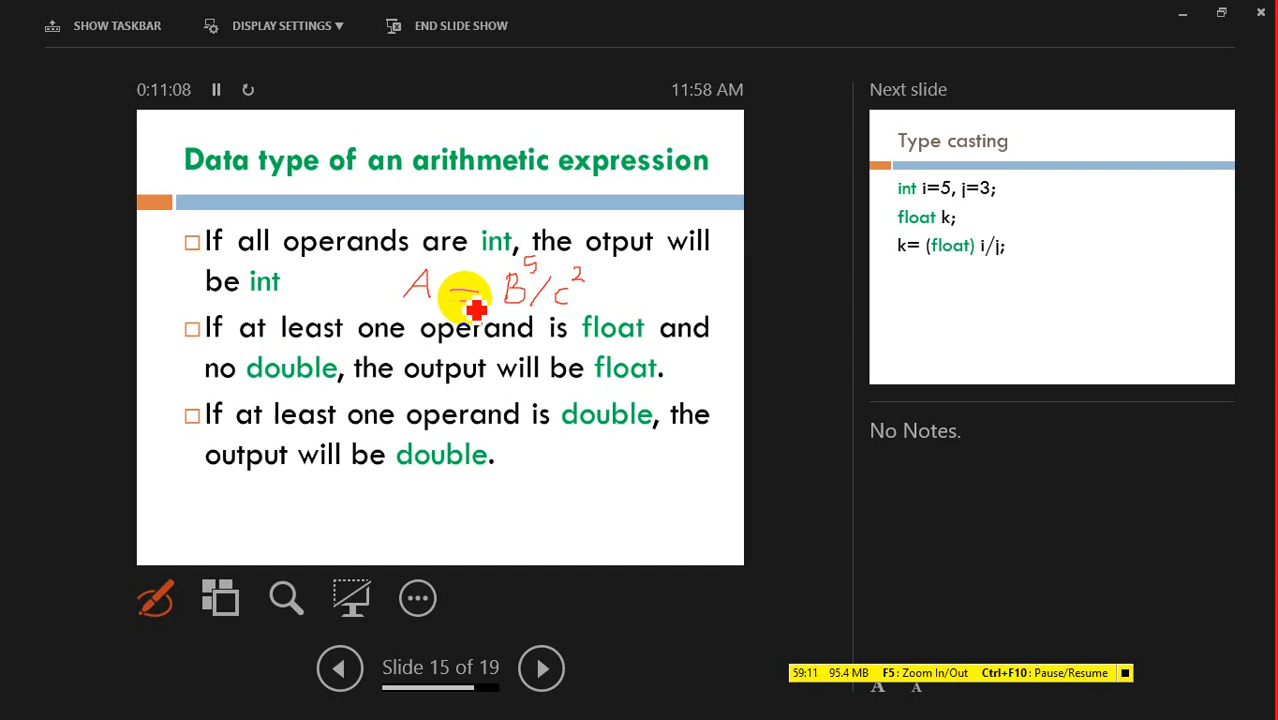 SHOW TASKBAR DISPLAY SETTINGS ▼ END SLIDE SHOW
0:11:08 11:58 AM
Data type of an arithmetic expression
If all operands are int, the otput will
be int
A = B⁵/c²
If at least one operand is float and
no double, the output will be float.
If at least one operand is double, the
output will be double.
Slide 15 of 19
Next slide
Type casting
int i=5, j=3;
float k;
k= (float) i/j;
No Notes.
59:11 95.4 MB F5: Zoom In/Out Ctrl+F10: Pause/Resume
A A